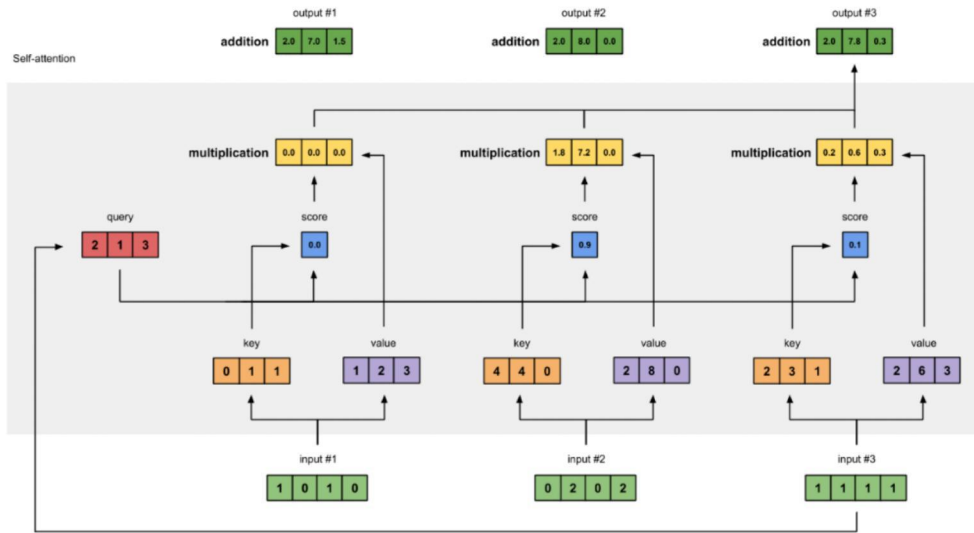 output #1 output #2 output #3
addition 2.0 7.0 1.5 addition 2.0 8.0 0.0 addition 2.0 7.8 0.3
Self-attention
multiplication 0.0 0.0 0.0 multiplication 1.8 7.2 0.0 multiplication 0.2 0.6 0.3
query score score score
2 1 3 0.0 0.9 0.1
key value key value key value
0 1 1 1 2 3 4 4 0 2 8 0 2 3 1 2 6 3
input #1 input #2 input #3
1 0 1 0 0 2 0 2 1 1 1 1